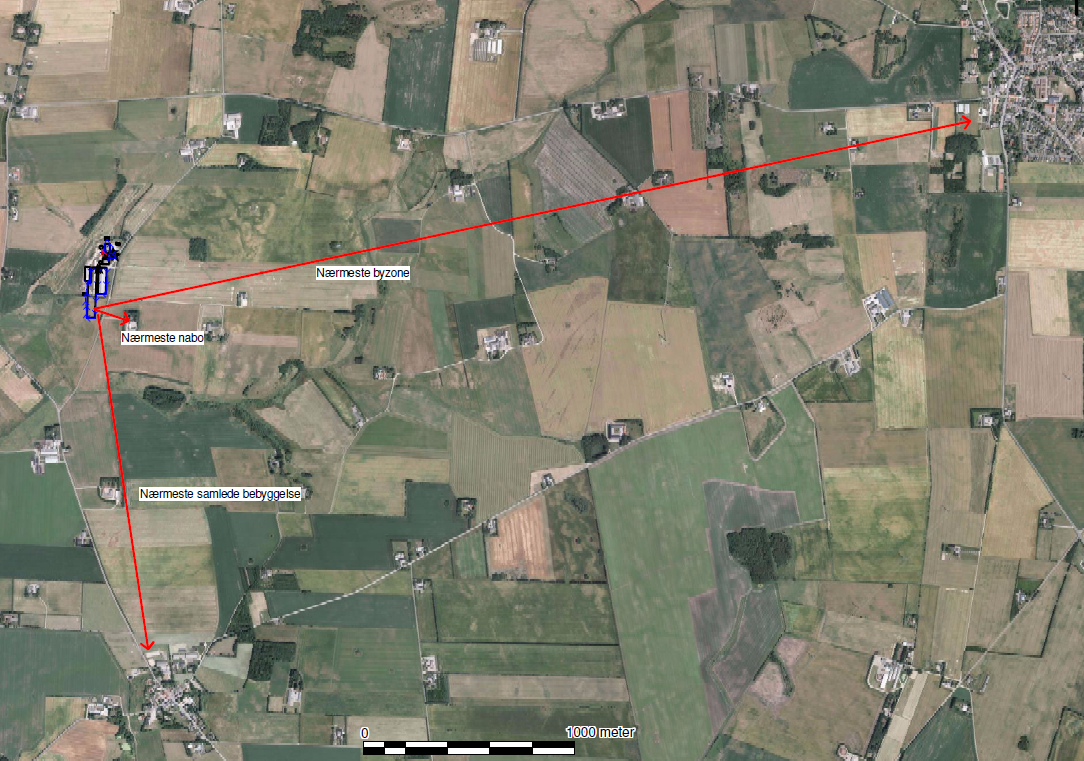 Nærmeste byzone
Nærmeste nabo
Nærmeste samlede bebyggelse
0 1000 meter